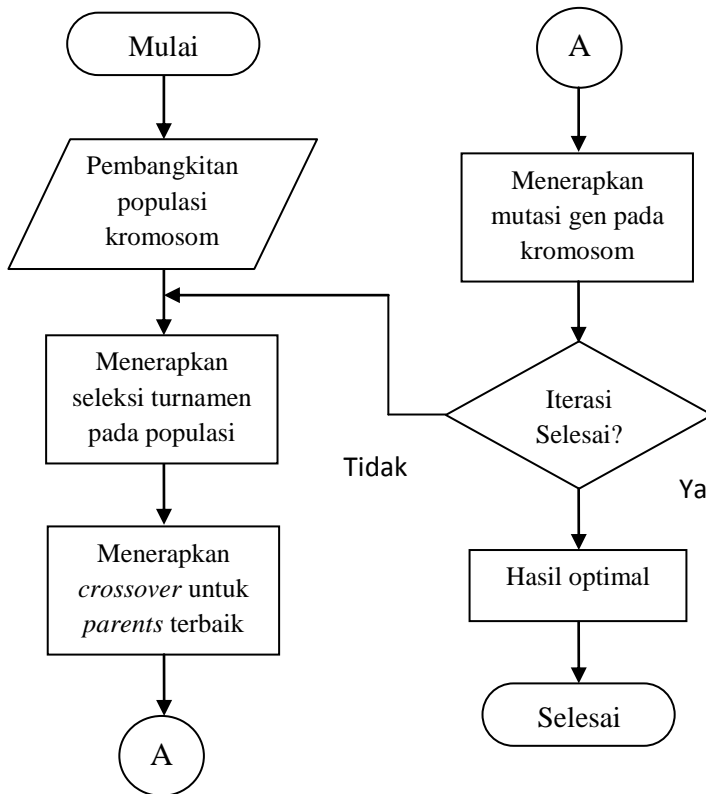 Mulai
Pembangkitan
populasi
kromosom
Menerapkan
seleksi turnamen
pada populasi
Menerapkan
crossover untuk
parents terbaik
A
A
Menerapkan
mutasi gen pada
kromosom
Iterasi
Selesai?
Tidak
Ya
Hasil optimal
Selesai